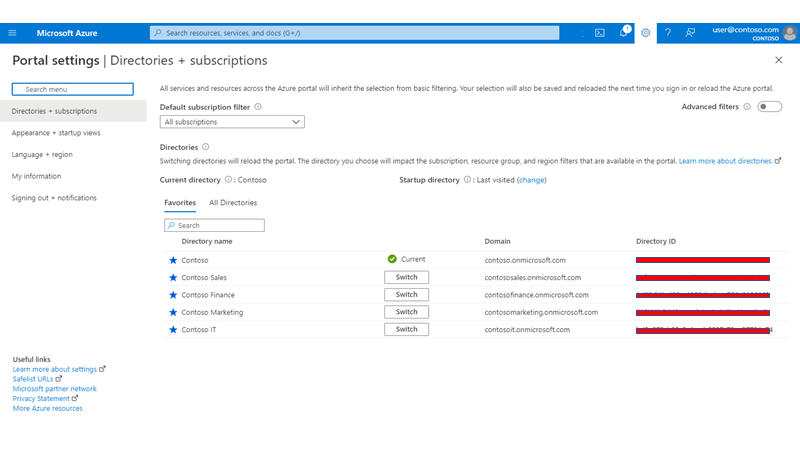 Microsoft Azure
Search resources, services, and docs (G+/)
1
user@contoso.com
CONTOSO
Portal settings | Directories + subscriptions
Search menu
Directories + subscriptions
Appearance + startup views
Language + region
My information
Signing out + notifications
All services and resources across the Azure portal will inherit the selection from basic filtering. Your selection will also be saved and reloaded the next time you sign in or reload the Azure portal.
Default subscription filter
Advanced filters
All subscriptions
Directories
Switching directories will reload the portal. The directory you choose will impact the subscription, resource group, and region filters that are available in the portal. Learn more about directories.
Current directory : Contoso
Startup directory : Last visited (change)
Favorites All Directories
Search
Directory name Domain Directory ID
Contoso Current contoso.onmicrosoft.com
Contoso Sales Switch contososales.onmicrosoft.com
Contoso Finance Switch contosofinance.onmicrosoft.com
Contoso Marketing Switch contosomarketing.onmicrosoft.com
Contoso IT Switch contosoit.onmicrosoft.com
Useful links
Learn more about settings
Safelist URLs
Microsoft partner network
Privacy Statement
More Azure resources